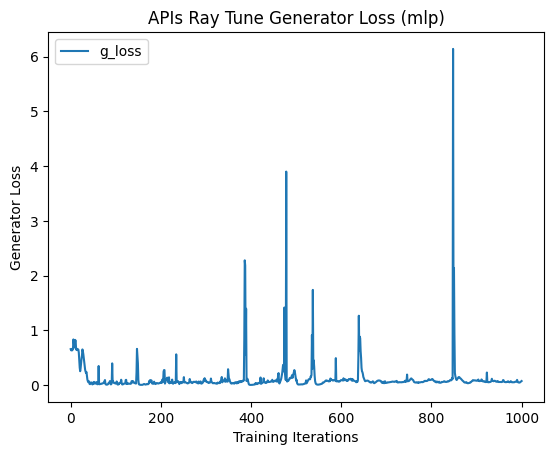 APIs Ray Tune Generator Loss (mlp)
g_loss
Generator Loss
6
5
4
3
2
1
0
0 200 400 600 800 1000
Training Iterations